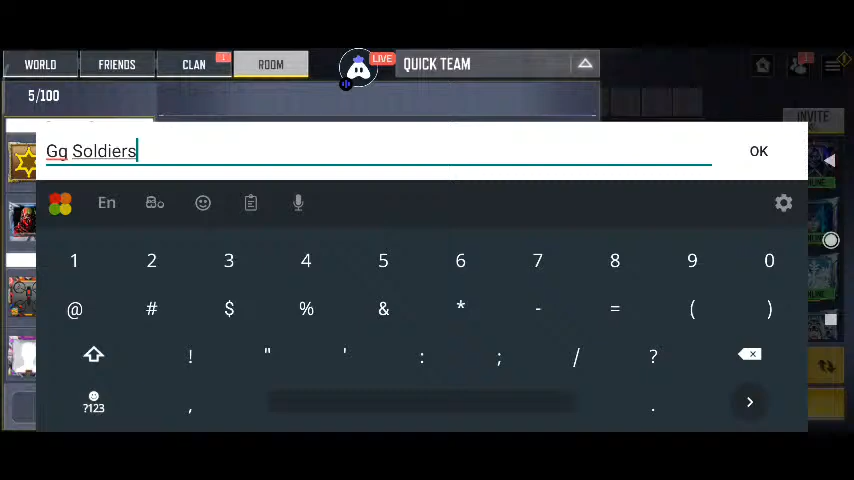 WORLD
FRIENDS
CLAN
ROOM
LIVE
QUICK TEAM
5/100
INVITE
Gg Soldiers
OK
En
1 2 3 4 5 6 7 8 9 0
@ # $ % & * - = ( )
! " ' : ; / ?
?123 , . >